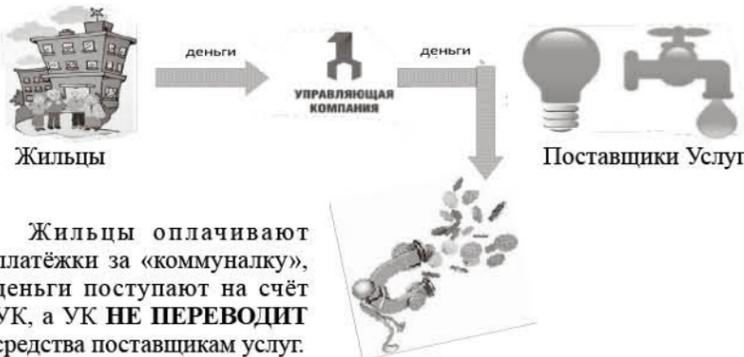 деньги
деньги
УПРАВЛЯЮЩАЯ
КОМПАНИЯ
Жильцы
Поставщики Услуг
Жильцы оплачивают
платёжки за «коммуналку»,
деньги поступают на счёт
УК, а УК НЕ ПЕРЕВОДИТ
средства поставщикам услуг.